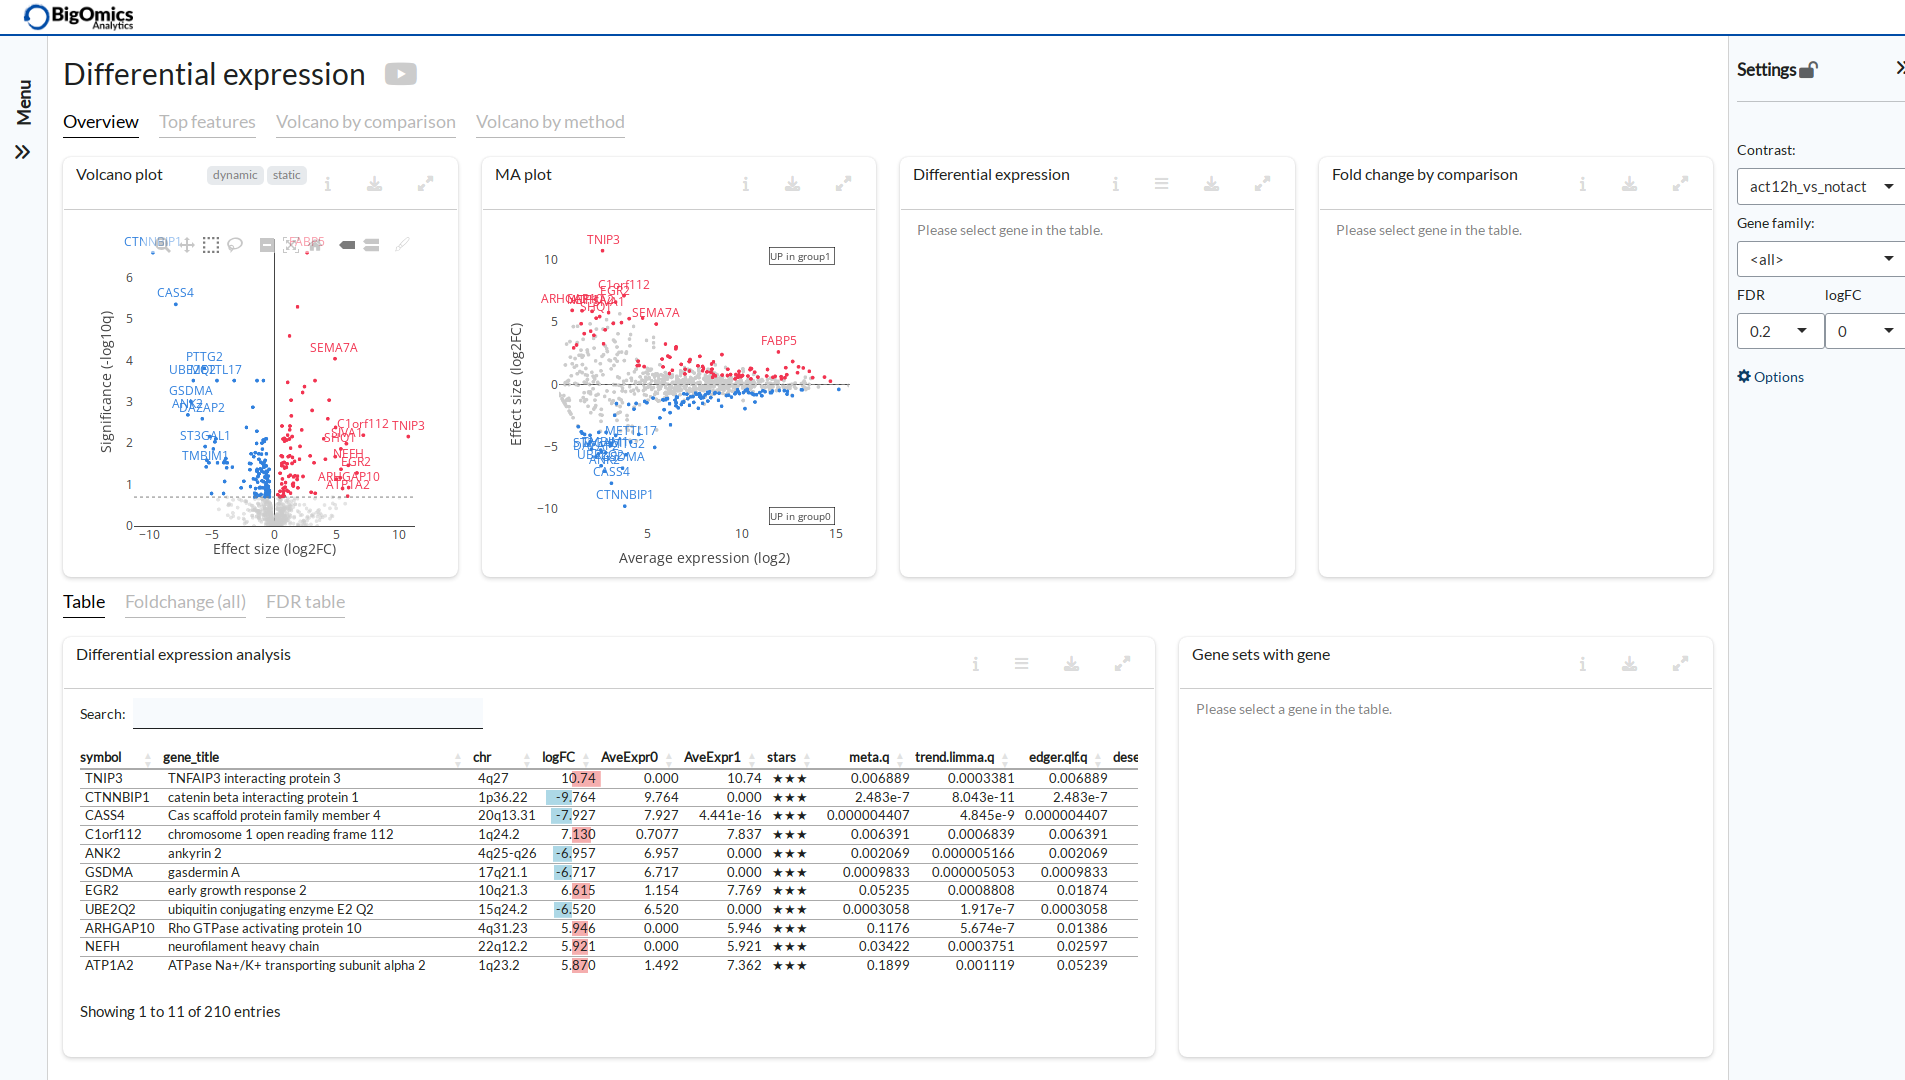 BigOmics
Analytics
Menu
Differential expression
Overview Top features Volcano by comparison Volcano by method
Volcano plot dynamic static
CTNNBIP1 FABP5
CASS4
SEMA7A
PTTG2
UBE2Q2 METTL17
GSDMA
ANK2
DAZAP2
C1orf112 TNIP3
SIVA1
SHQ1
ST3GAL1
NEFH
TMBIM1
EGR2
ARHGAP10
ATP1A2
6
5
4
3
2
1
0
−10 −5 0 5 10
Significance (-log10q)
Effect size (log2FC)
MA plot
TNIP3
UP in group1
C1orf112
EGR2
SHQ1
SEMA7A
FABP5
METTL17
GSDMA
CASS4
CTNNBIP1
UP in group0
10
5
0
−5
−10
5 10 15
Effect size (log2FC)
Average expression (log2)
Differential expression
Please select gene in the table.
Fold change by comparison
Please select gene in the table.
Table Foldchange (all) FDR table
Differential expression analysis
Search:
symbol gene_title chr logFC AveExpr0 AveExpr1 stars meta.q trend.limma.q edger.qlf.q dese
TNIP3 TNFAIP3 interacting protein 3 4q27 10.74 0.000 10.74 ★★★ 0.006889 0.0003381 0.006889
CTNNBIP1 catenin beta interacting protein 1 1p36.22 -9.764 9.764 0.000 ★★★ 2.483e-7 8.043e-11 2.483e-7
CASS4 Cas scaffold protein family member 4 20q13.31 -7.927 7.927 4.441e-16 ★★★ 0.000004407 4.845e-9 0.000004407
C1orf112 chromosome 1 open reading frame 112 1q24.2 7.130 0.7077 7.837 ★★★ 0.006391 0.0006839 0.006391
ANK2 ankyrin 2 4q25-q26 -6.957 6.957 0.000 ★★★ 0.002069 0.000005166 0.002069
GSDMA gasdermin A 17q21.1 -6.717 6.717 0.000 ★★★ 0.0009833 0.000005053 0.0009833
EGR2 early growth response 2 10q21.3 6.615 1.154 7.769 ★★★ 0.05235 0.0008808 0.01874
UBE2Q2 ubiquitin conjugating enzyme E2 Q2 15q24.2 -6.520 6.520 0.000 ★★★ 0.0003058 1.917e-7 0.0003058
ARHGAP10 Rho GTPase activating protein 10 4q31.23 5.946 0.000 5.946 ★★★ 0.1176 5.674e-7 0.01386
NEFH neurofilament heavy chain 22q12.2 5.921 0.000 5.921 ★★★ 0.03422 0.0003751 0.02597
ATP1A2 ATPase Na+/K+ transporting subunit alpha 2 1q23.2 5.870 1.492 7.362 ★★★ 0.1899 0.001119 0.05239
Showing 1 to 11 of 210 entries
Gene sets with gene
Please select a gene in the table.
Settings
Contrast:
act12h_vs_notact
Gene family:
<all>
FDR logFC
0.2 0
Options